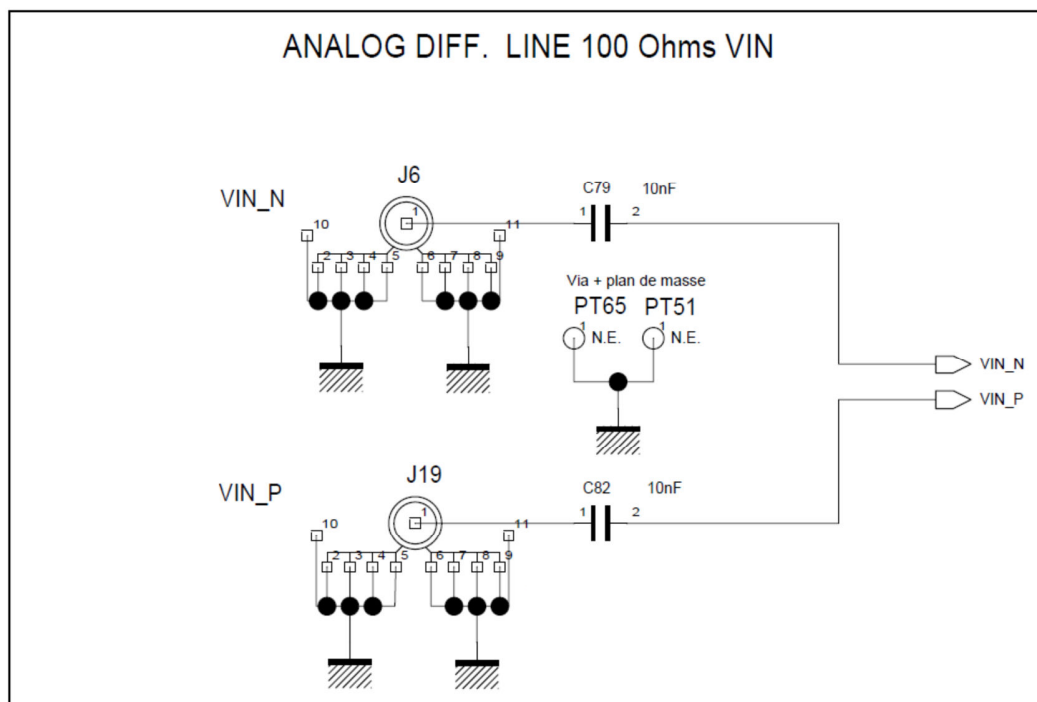 ANALOG DIFF. LINE 100 Ohms VIN
J6
C79 10nF
VIN_N
1
1 2
10 11
2 3 4 5 6 7 8 9
Via + plan de masse
PT65 PT51
1 N.E. 1 N.E.
VIN_N
VIN_P
J19
C82 10nF
VIN_P
1
1 2
10 11
2 3 4 5 6 7 8 9